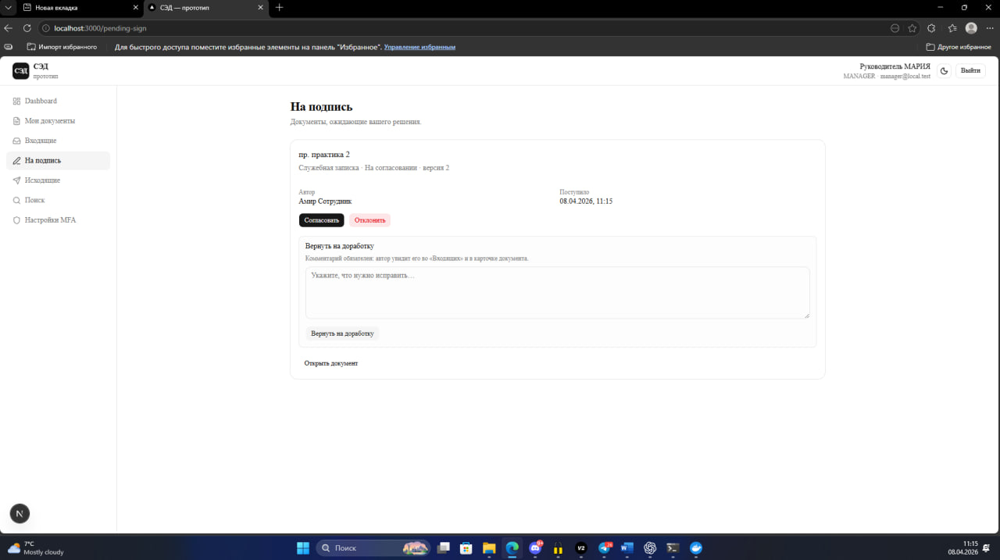 Новая вкладка
СЭД — прототип
localhost:3000/pending-sign
Импорт избранного
Для быстрого доступа поместите избранные элементы на панель "Избранное". Управление избранным
Другое избранное
СЭД
СЭД
прототип
Руководитель МАРИЯ
MANAGER · manager@local.test
Выйти
Dashboard
Мои документы
Входящие
На подпись
Исходящие
Поиск
Настройки MFA
На подпись
Документы, ожидающие вашего решения.
пр. практика 2
Служебная записка · На согласовании · версия 2
Автор
Амир Сотрудник
Поступило
08.04.2026, 11:15
Согласовать
Отклонить
Вернуть на доработку
Комментарий обязателен: автор увидит его во «Входящих» и в карточке документа.
Укажите, что нужно исправить…
Вернуть на доработку
Открыть документ
N
7°C
Mostly cloudy
Поиск
9+
V2
W
11:15
08.04.2026